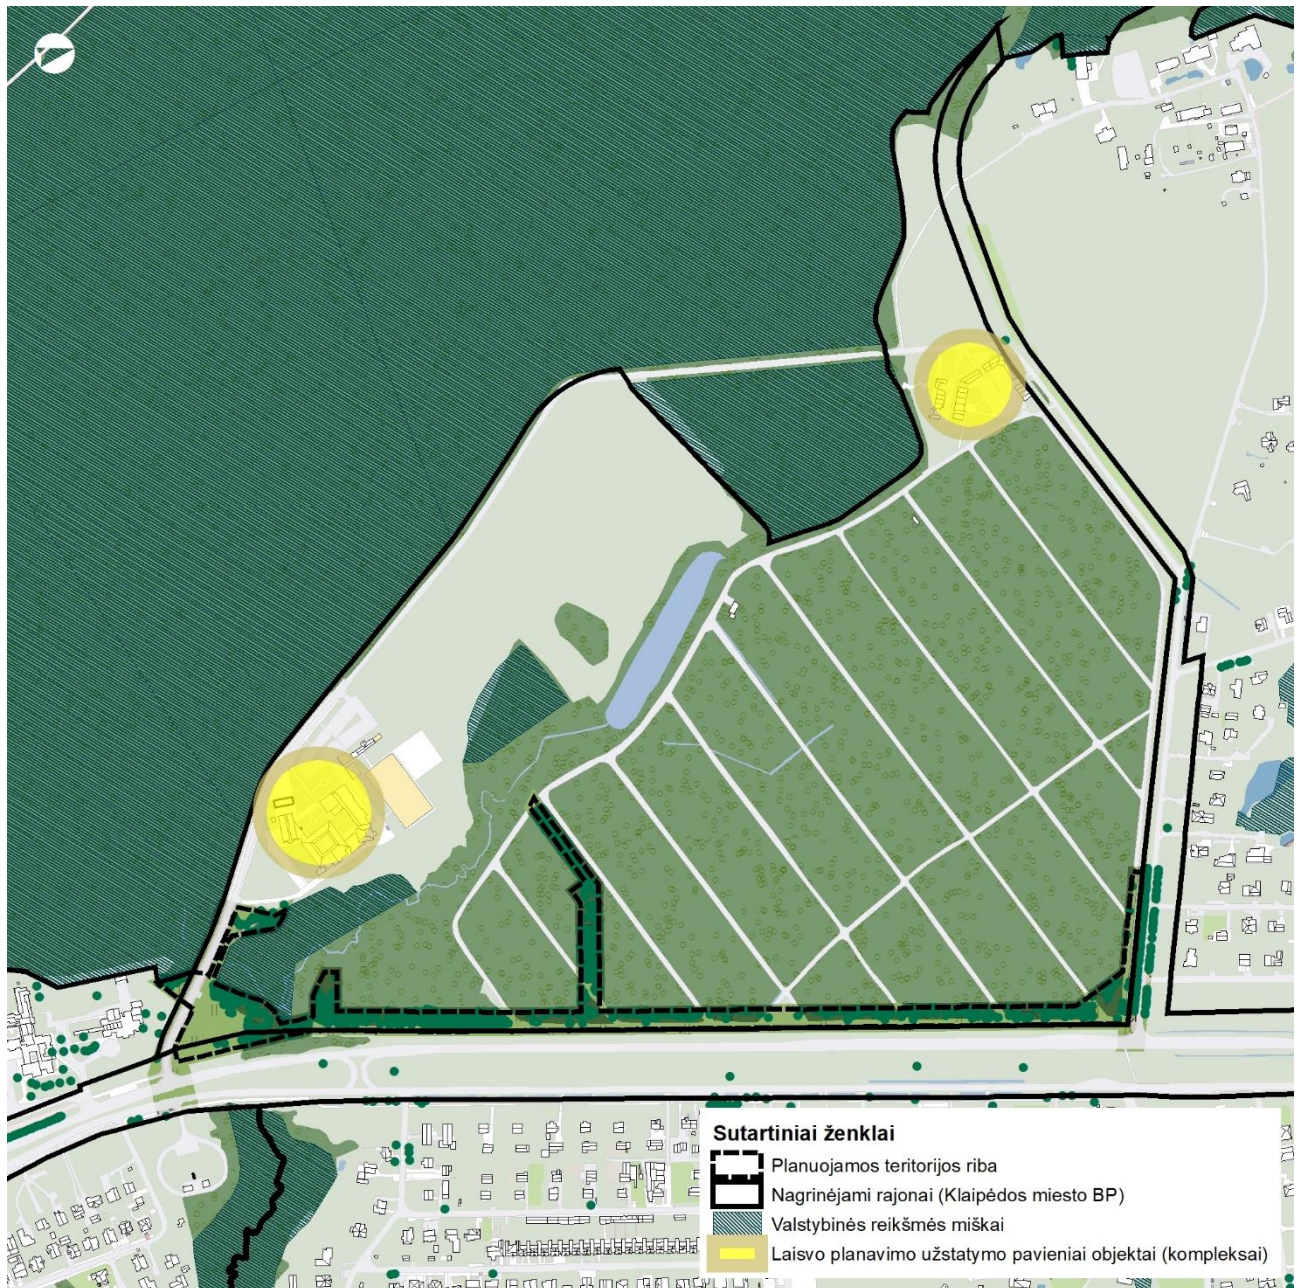 Sutartiniai ženklai
Planuojamos teritorijos riba
Nagrinėjami rajonai (Klaipėdos miesto BP)
Valstybinės reikšmės miškai
Laisvo planavimo užstatymo pavieniai objektai (kompleksai)